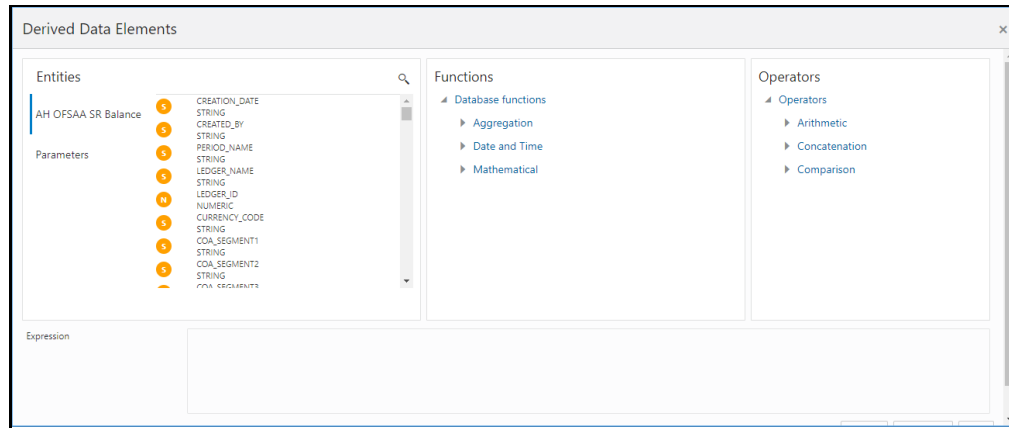 Derived Data Elements
×
Entities
AH OFSAA SR Balance
Parameters
S CREATION_DATE
STRING
S CREATED_BY
STRING
S PERIOD_NAME
STRING
S LEDGER_NAME
STRING
N LEDGER_ID
NUMERIC
S CURRENCY_CODE
STRING
S COA_SEGMENT1
STRING
S COA_SEGMENT2
STRING
COA_SEGMENT3
Functions
Database functions
Aggregation
Date and Time
Mathematical
Operators
Operators
Arithmetic
Concatenation
Comparison
Expression